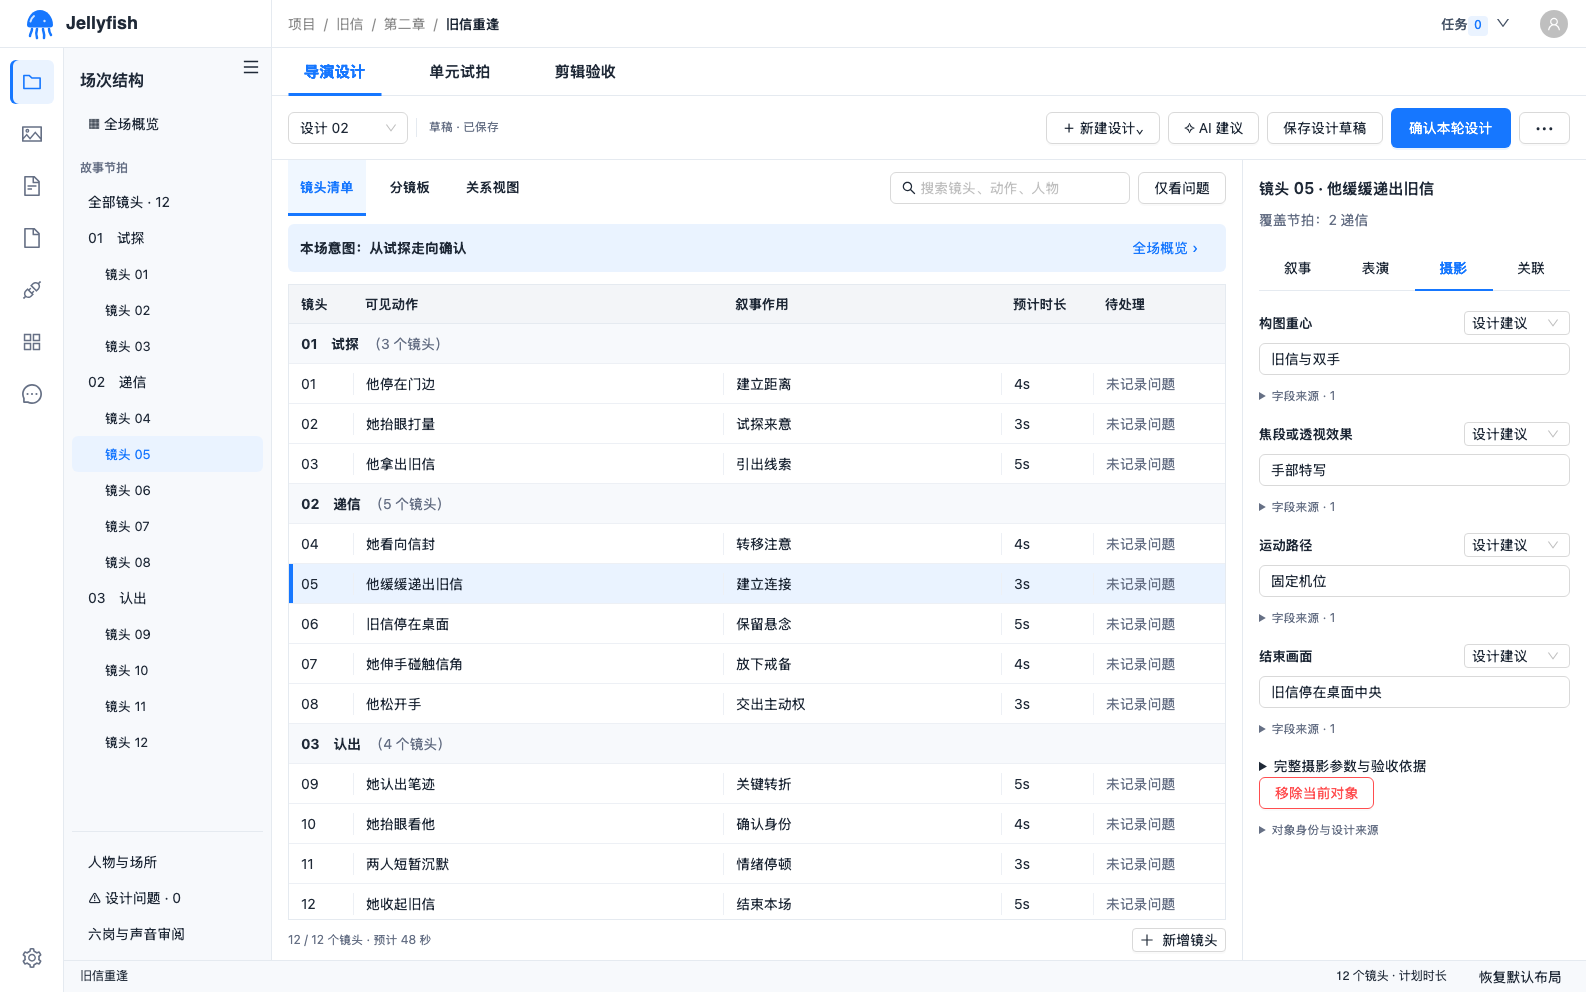 Jellyfish
项目 / 旧信 / 第二章 / 旧信重逢
任务 0
场次结构
全场概览
故事节拍
全部镜头 · 12
01 试探
镜头 01
镜头 02
镜头 03
02 递信
镜头 04
镜头 05
镜头 06
镜头 07
镜头 08
03 认出
镜头 09
镜头 10
镜头 11
镜头 12
人物与场所
设计问题 · 0
六岗与声音审阅
导演设计 单元试拍 剪辑验收
设计 02
草稿 · 已保存
+ 新建设计
AI 建议
保存设计草稿
确认本轮设计
···
镜头清单 分镜板 关系视图
搜索镜头、动作、人物
仅看问题
本场意图：从试探走向确认
全场概览 ›
镜头 可见动作 叙事作用 预计时长 待处理
01 试探 （3 个镜头）
01 他停在门边 建立距离 4s 未记录问题
02 她抬眼打量 试探来意 3s 未记录问题
03 他拿出旧信 引出线索 5s 未记录问题
02 递信 （5 个镜头）
04 她看向信封 转移注意 4s 未记录问题
05 他缓缓递出旧信 建立连接 3s 未记录问题
06 旧信停在桌面 保留悬念 5s 未记录问题
07 她伸手碰触信角 放下戒备 4s 未记录问题
08 他松开手 交出主动权 3s 未记录问题
03 认出 （4 个镜头）
09 她认出笔迹 关键转折 5s 未记录问题
10 她抬眼看他 确认身份 4s 未记录问题
11 两人短暂沉默 情绪停顿 3s 未记录问题
12 她收起旧信 结束本场 5s 未记录问题
12 / 12 个镜头 · 预计 48 秒
+ 新增镜头
镜头 05 · 他缓缓递出旧信
覆盖节拍：2 递信
叙事 表演 摄影 关联
构图重心 设计建议
旧信与双手
字段来源 · 1
焦段或透视效果 设计建议
手部特写
字段来源 · 1
运动路径 设计建议
固定机位
字段来源 · 1
结束画面 设计建议
旧信停在桌面中央
字段来源 · 1
完整摄影参数与验收依据
移除当前对象
对象身份与设计来源
旧信重逢
12 个镜头 · 计划时长
恢复默认布局